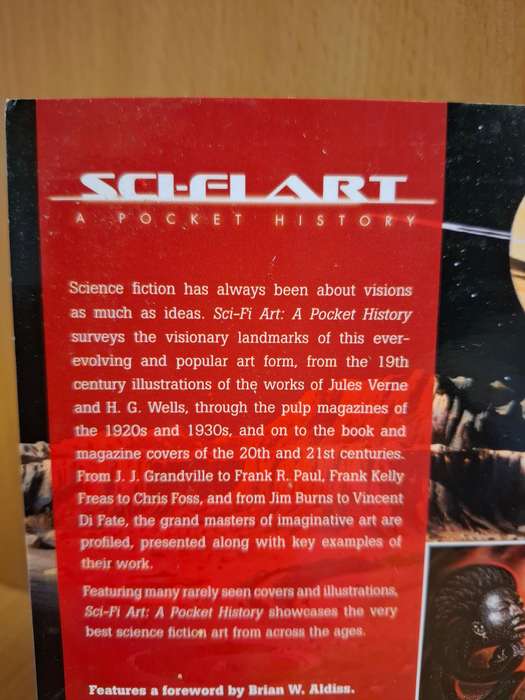 SCI-FI ART
A POCKET HISTORY
Science fiction has always been about visions
as much as ideas. Sci-Fi Art: A Pocket History
surveys the visionary landmarks of this ever-
evolving and popular art form, from the 19th
century illustrations of the works of Jules Verne
and H. G. Wells, through the pulp magazines of
the 1920s and 1930s, and on to the book and
magazine covers of the 20th and 21st centuries.
From J. J. Grandville to Frank R. Paul, Frank Kelly
Freas to Chris Foss, and from Jim Burns to Vincent
Di Fate, the grand masters of imaginative art are
profiled, presented along with key examples of
their work.
Featuring many rarely seen covers and illustrations,
Sci-Fi Art: A Pocket History showcases the very
best science fiction art from across the ages.
Features a foreword by Brian W. Aldiss.